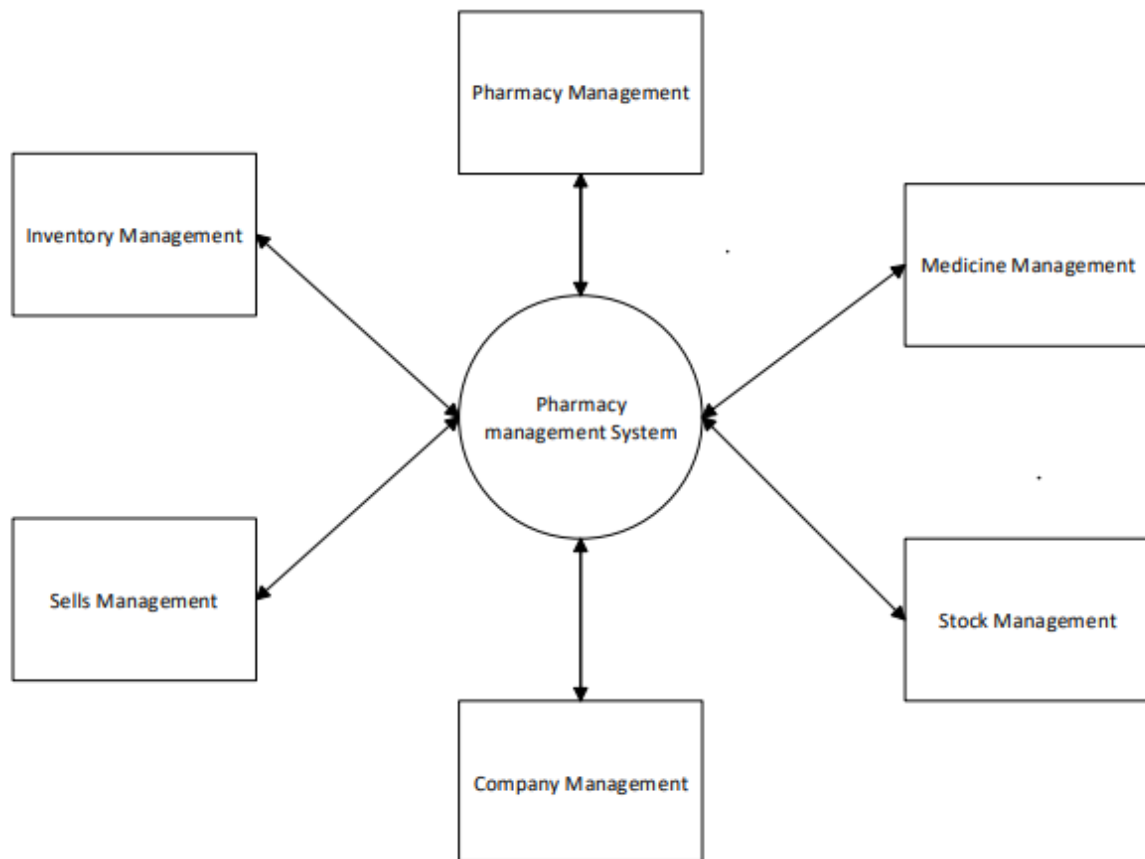 Pharmacy Management
Inventory Management
Medicine Management
Pharmacy
management System
Sells Management
Stock Management
Company Management